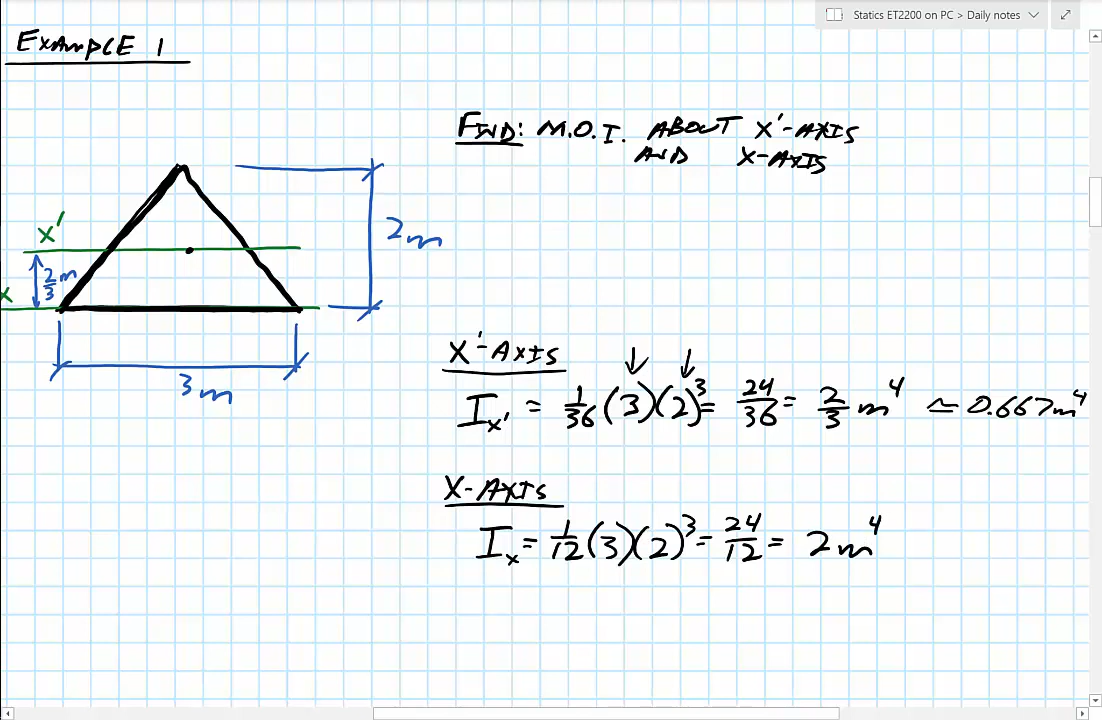 Statics ET2200 on PC > Daily notes
EXAMPLE 1
FIND: M.O.I. ABOUT X'-AXIS
AND X-AXIS
X'
2m
2/3 m
X
3m
X'-AXIS
I_x' = 1/36 (3)(2)³ = 24/36 = 2/3 m⁴ ≃ 0.667m⁴
X-AXIS
I_x = 1/12 (3)(2)³ = 24/12 = 2m⁴